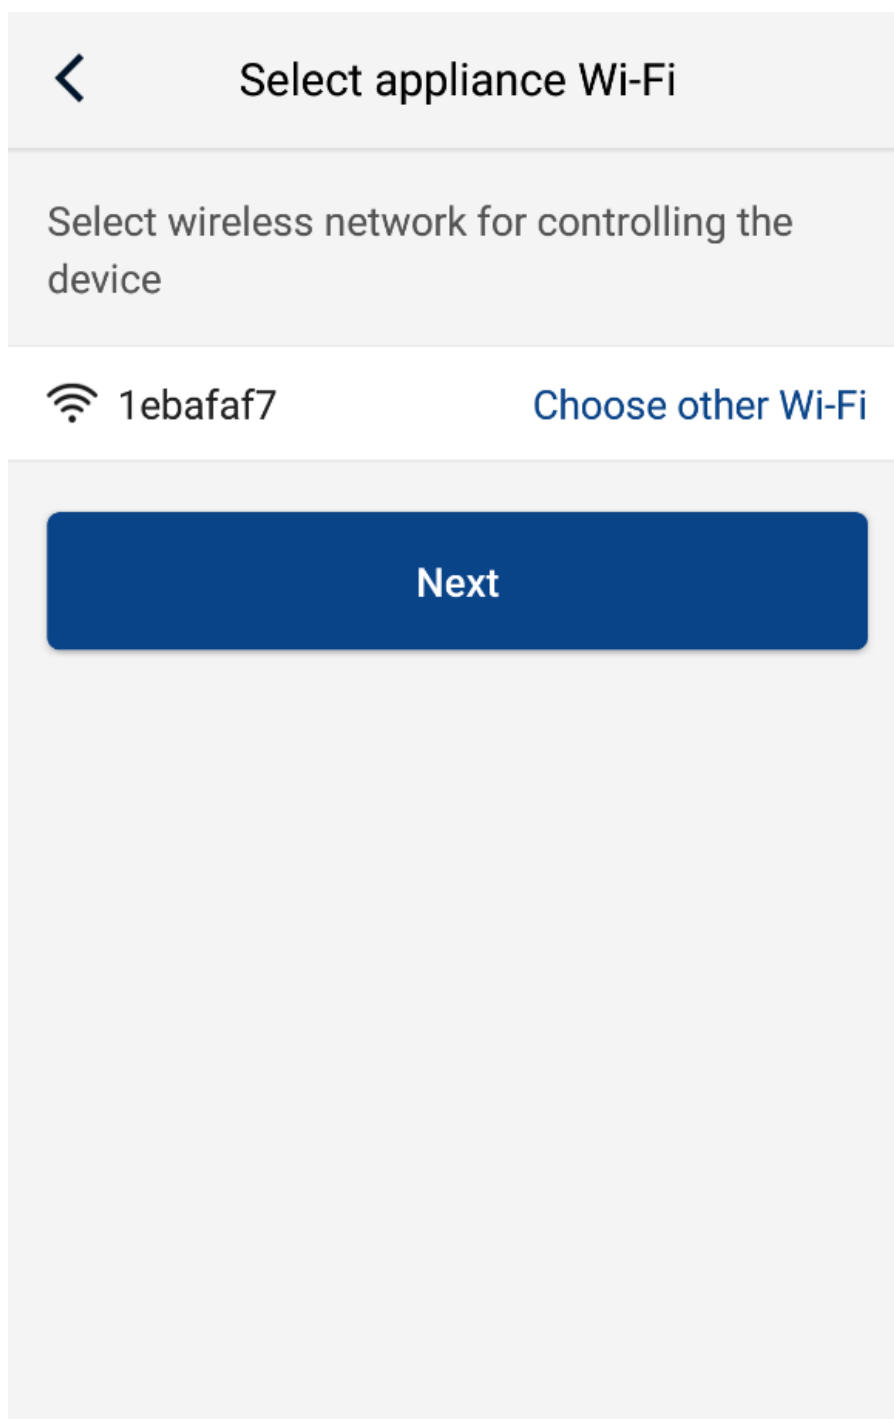 Select appliance Wi-Fi
Select wireless network for controlling the
device
1ebafaf7 Choose other Wi-Fi
Next